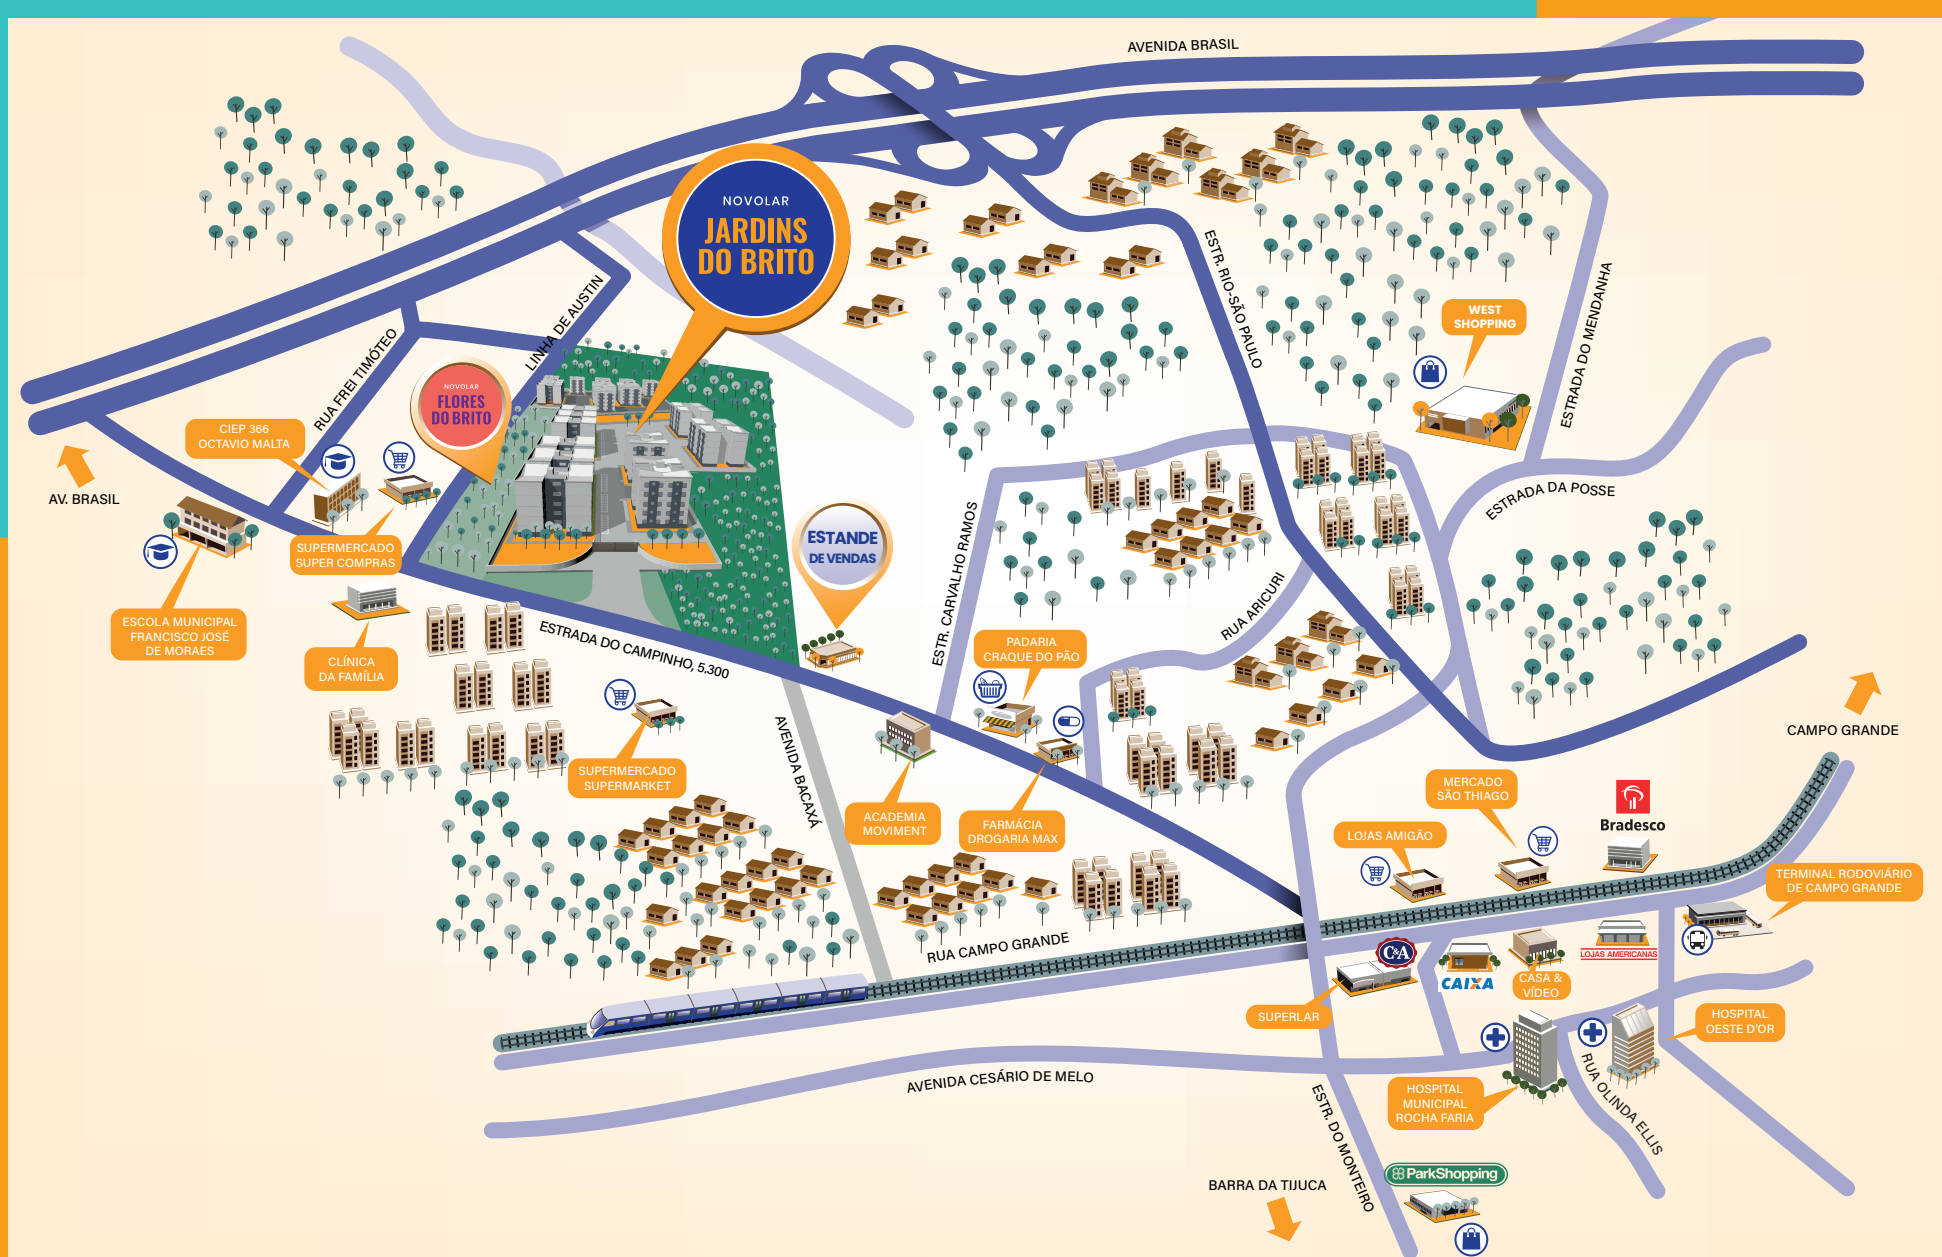 AVENIDA BRASIL
NOVOLAR
JARDINS
DO BRITO
ESTR. RIO-SÃO PAULO
ESTRADA DO MENDANHA
WEST
SHOPPING
LINHA DE AUSTIN
RUA FREI TIMÓTEO
NOVOLAR
FLORES
DO BRITO
CIEP 366
OCTAVIO MALTA
AV. BRASIL
ESTRADA DA POSSE
ESTANDE
DE VENDAS
SUPERMERCADO
SUPER COMPRAS
ESTR. CARVALHO RAMOS
RUA ARICURI
ESCOLA MUNICIPAL
FRANCISCO JOSÉ
DE MORAES
ESTRADA DO CAMPINHO, 5.300
CLÍNICA
DA FAMÍLIA
PADARIA
CRAQUE DO PÃO
CAMPO GRANDE
AVENIDA BACAXÁ
SUPERMERCADO
SUPERMARKET
MERCADO
SÃO THIAGO
ACADEMIA
MOVIMENT
FARMÁCIA
DROGARIA MAX
LOJAS AMIGÃO
Bradesco
TERMINAL RODOVIÁRIO
DE CAMPO GRANDE
RUA CAMPO GRANDE
C&A
LOJAS AMERICANAS
CAIXA
CASA &
VÍDEO
SUPERLAR
HOSPITAL
OESTE D'OR
AVENIDA CESÁRIO DE MELO
HOSPITAL
MUNICIPAL
ROCHA FARIA
RUA OLINDA ELLIS
ESTR. DO MONTEIRO
BARRA DA TIJUCA
ParkShopping